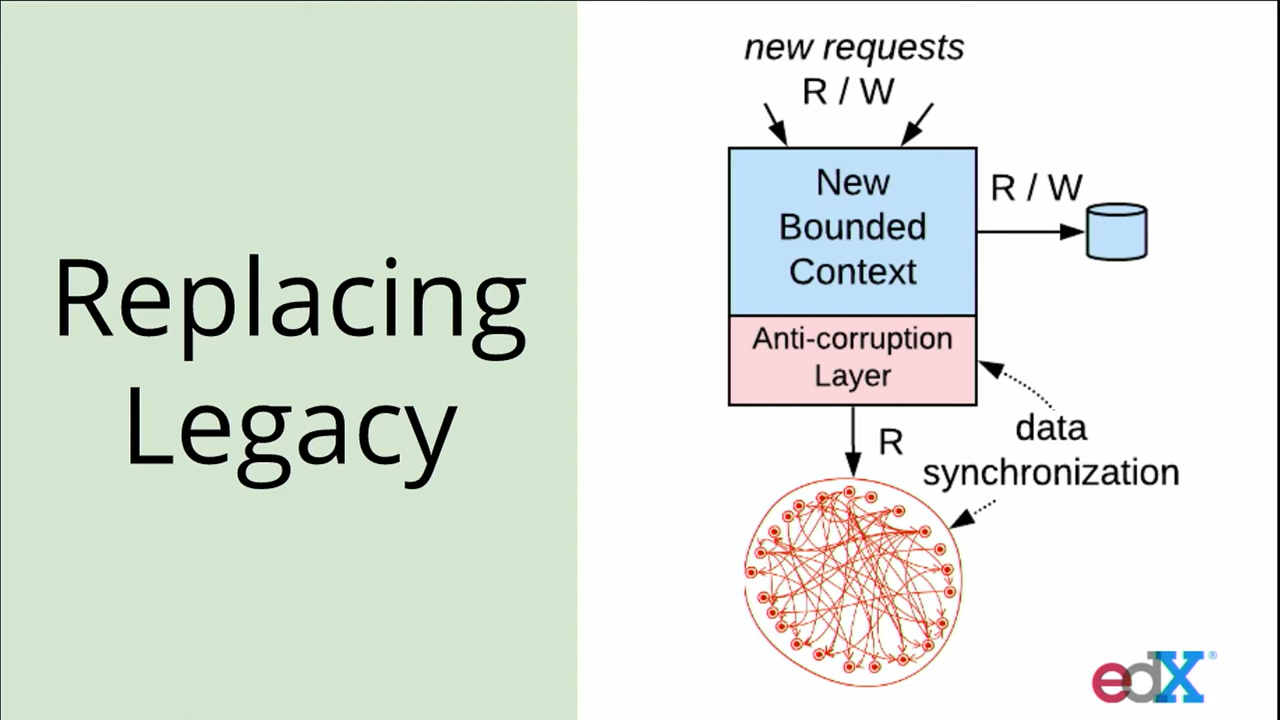 Replacing
Legacy
new requests
R / W
New
Bounded
Context
R / W
Anti-corruption
Layer
R
data
synchronization
edX®